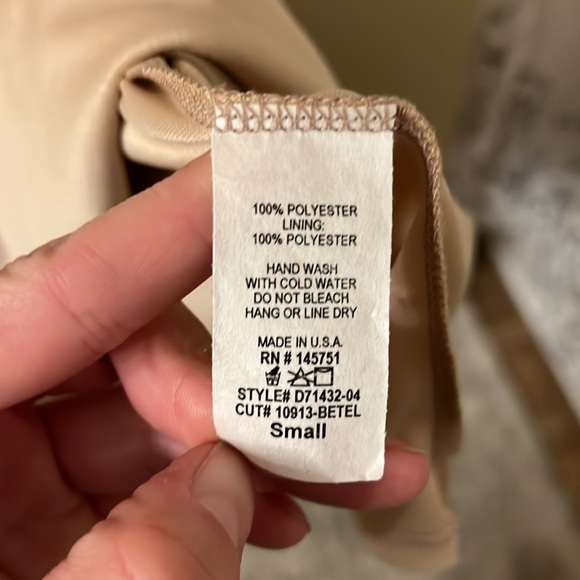 100% POLYESTER
LINING:
100% POLYESTER
HAND WASH
WITH COLD WATER
DO NOT BLEACH
HANG OR LINE DRY
MADE IN U.S.A.
RN # 145751
STYLE# D71432-04
CUT# 10913-BETEL
Small